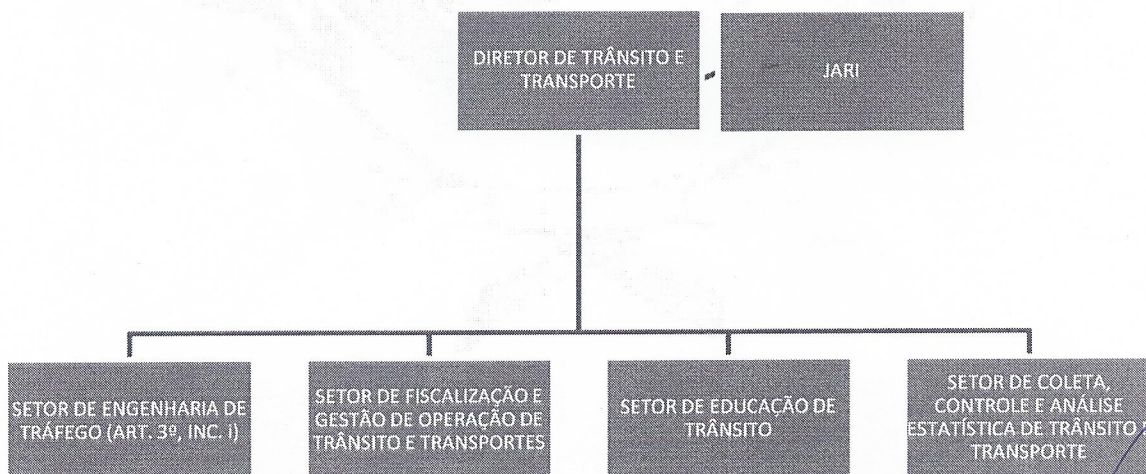 DIRETOR DE TRÂNSITO E
TRANSPORTE
JARI
SETOR DE ENGENHARIA DE
TRÁFEGO (ART. 3º, INC. I)
SETOR DE FISCALIZAÇÃO E
GESTÃO DE OPERAÇÃO DE
TRÂNSITO E TRANSPORTES
SETOR DE EDUCAÇÃO DE
TRÂNSITO
SETOR DE COLETA,
CONTROLE E ANÁLISE
ESTATÍSTICA DE TRÂNSITO
TRANSPORTE